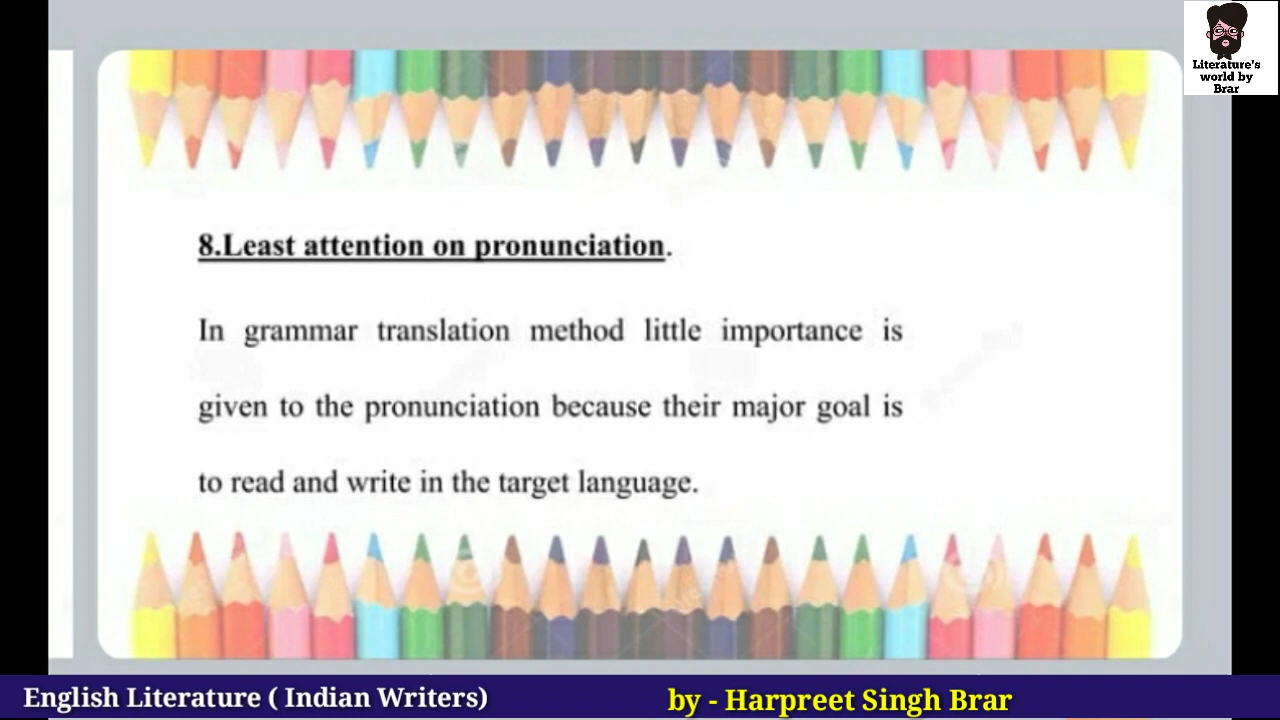 Literature's
world by
Brar
8.Least attention on pronunciation.
In grammar translation method little importance is
given to the pronunciation because their major goal is
to read and write in the target language.
English Literature ( Indian Writers)
by - Harpreet Singh Brar